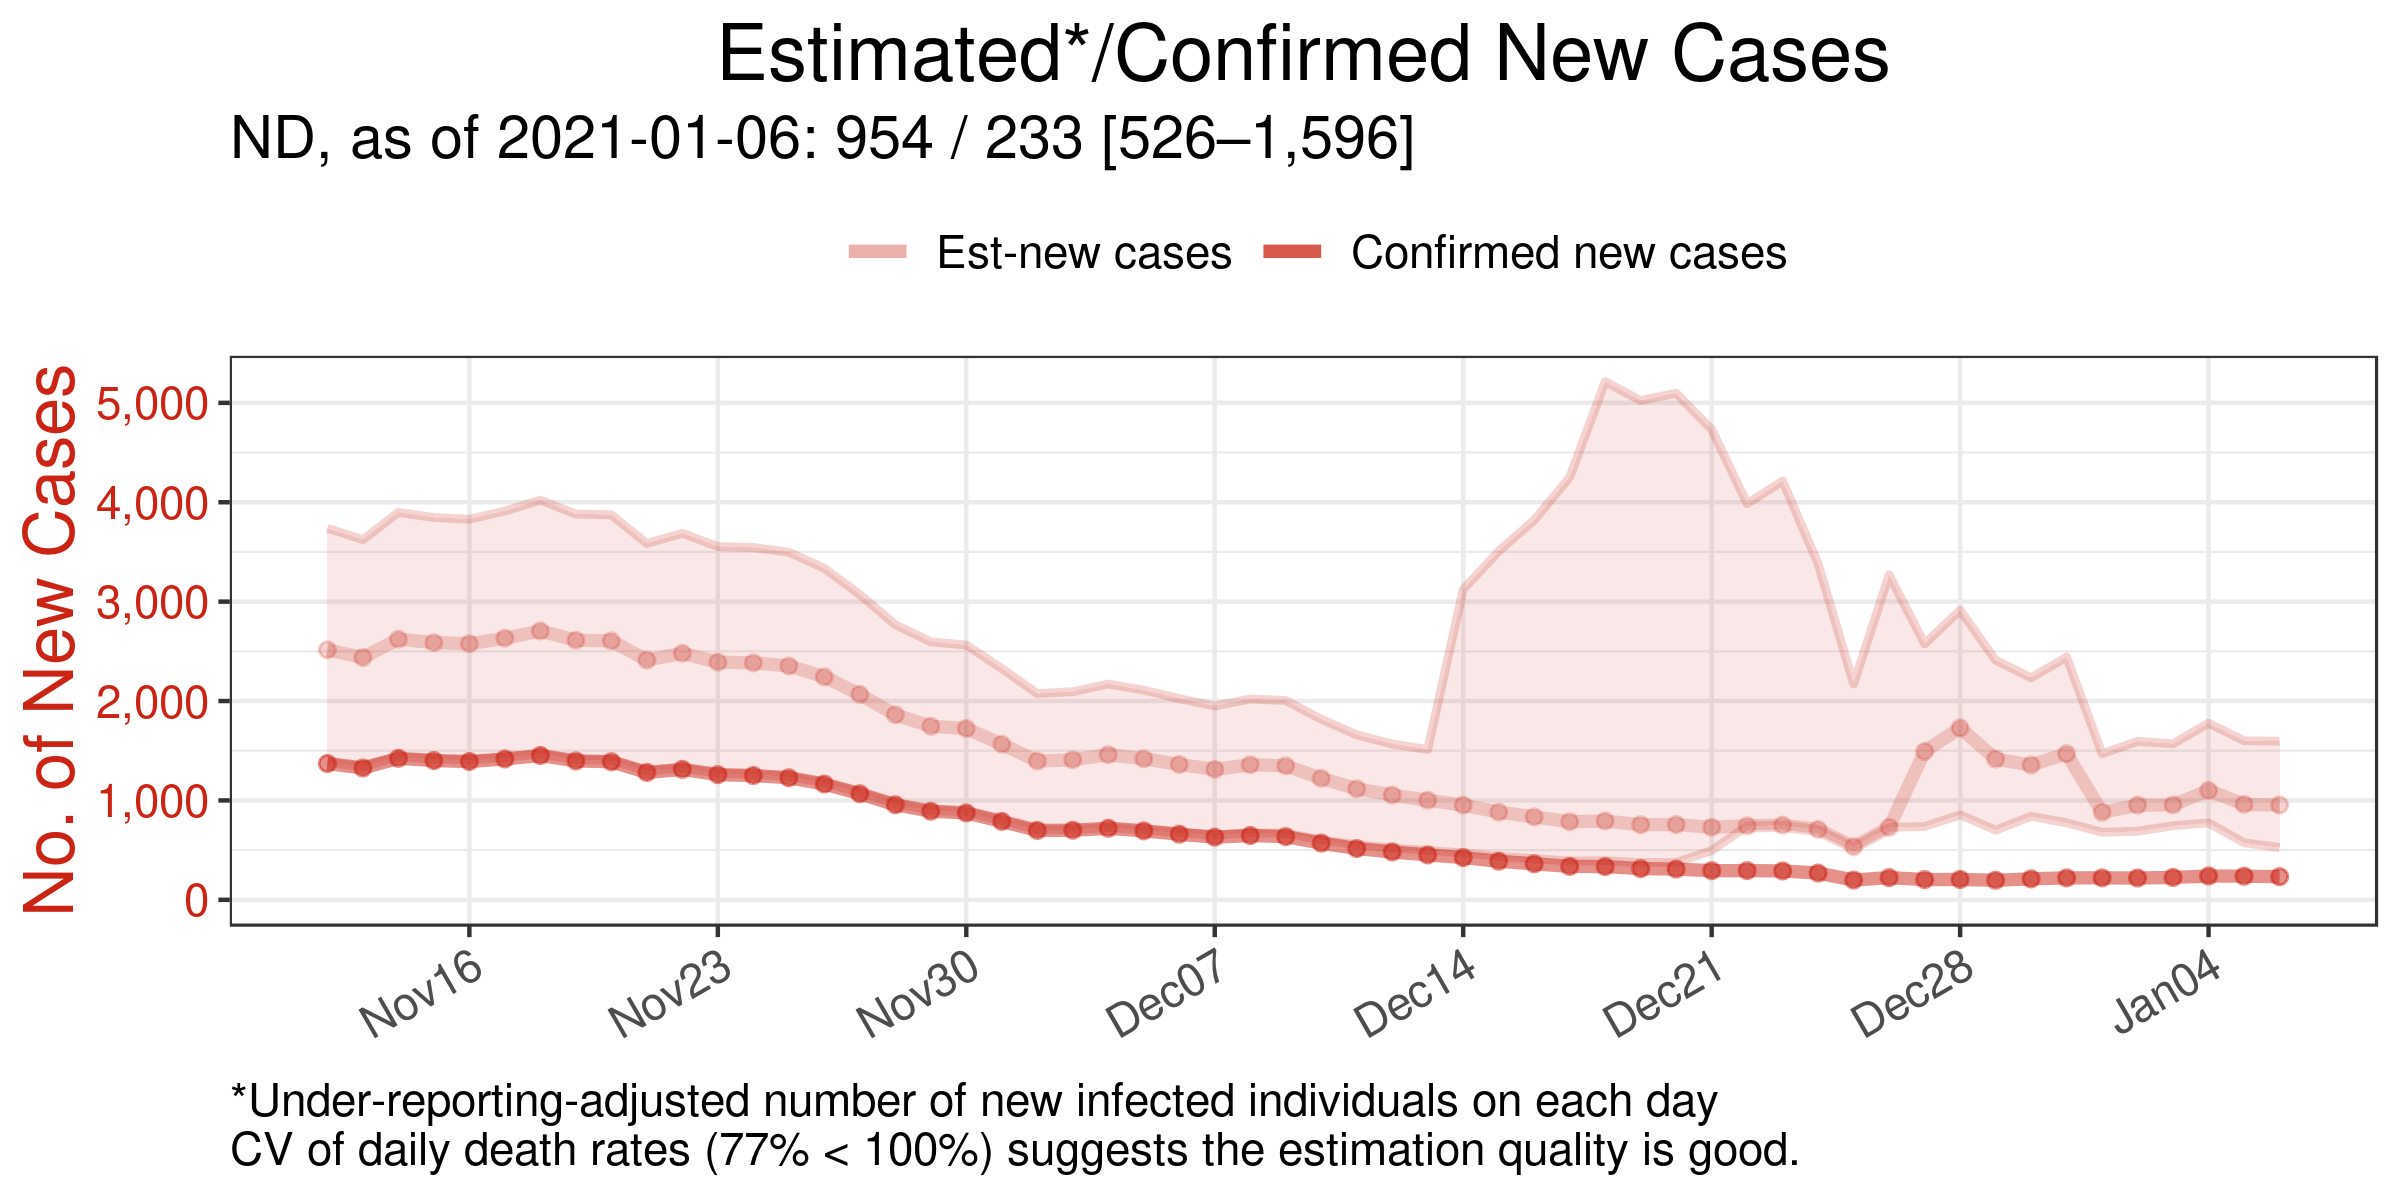 Estimated*/Confirmed New Cases
ND, as of 2021-01-06: 954 / 233 [526–1,596]
Est-new cases
Confirmed new cases
No. of New Cases
5,000
4,000
3,000
2,000
1,000
0
Nov16
Nov23
Nov30
Dec07
Dec14
Dec21
Dec28
Jan04
*Under-reporting-adjusted number of new infected individuals on each day
CV of daily death rates (77% < 100%) suggests the estimation quality is good.